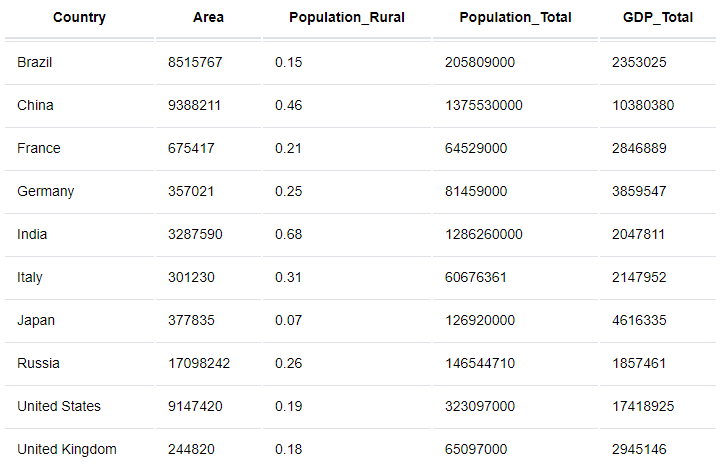 Country Area Population_Rural Population_Total GDP_Total
Brazil 8515767 0.15 205809000 2353025
China 9388211 0.46 1375530000 10380380
France 675417 0.21 64529000 2846889
Germany 357021 0.25 81459000 3859547
India 3287590 0.68 1286260000 2047811
Italy 301230 0.31 60676361 2147952
Japan 377835 0.07 126920000 4616335
Russia 17098242 0.26 146544710 1857461
United States 9147420 0.19 323097000 17418925
United Kingdom 244820 0.18 65097000 2945146